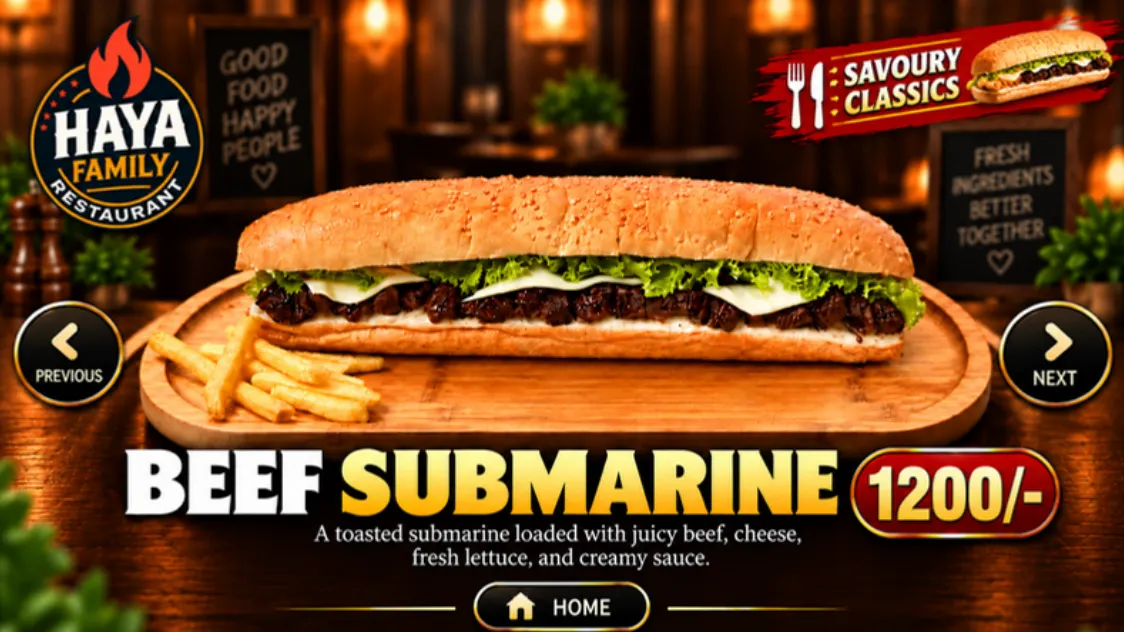 HAYA
FAMILY
RESTAURANT
GOOD
FOOD
HAPPY
PEOPLE
SAVOURY
CLASSICS
FRESH
INGREDIENTS
BETTER
TOGETHER
PREVIOUS
NEXT
BEEF SUBMARINE 1200/-
A toasted submarine loaded with juicy beef, cheese,
fresh lettuce, and creamy sauce.
HOME